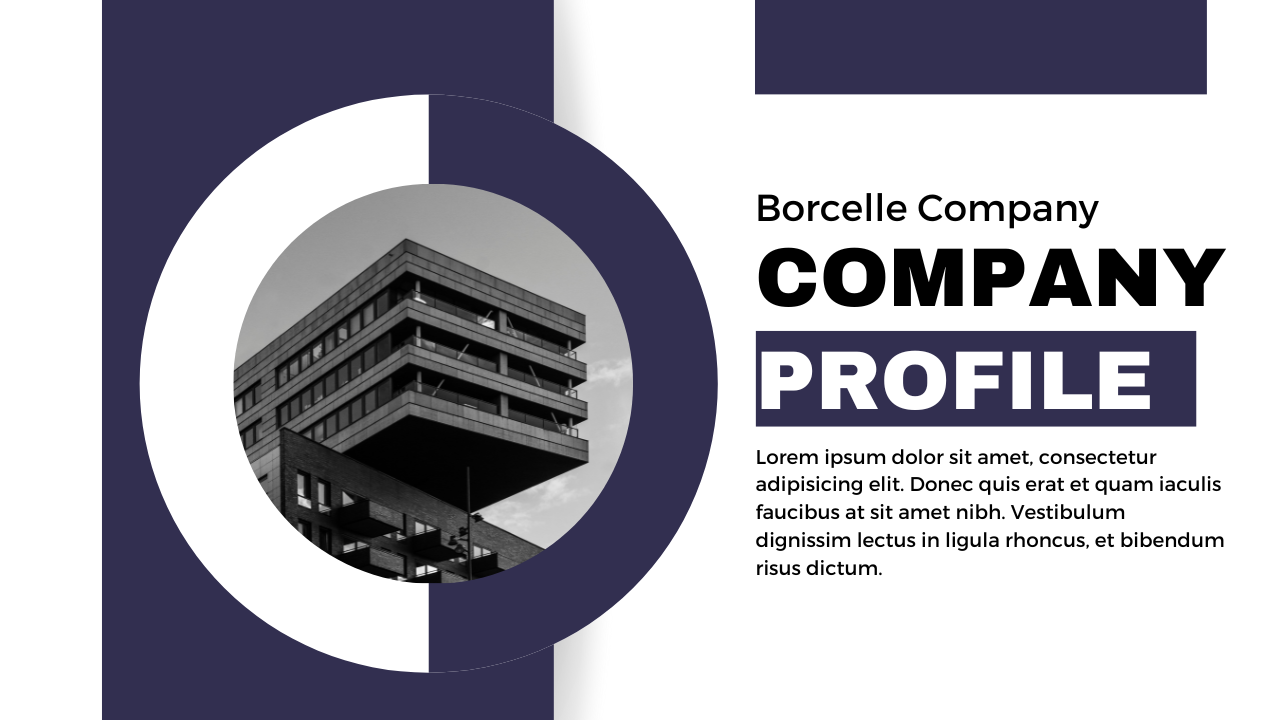 Borcelle Company
COMPANY
PROFILE
Lorem ipsum dolor sit amet, consectetur
adipisicing elit. Donec quis erat et quam iaculis
faucibus at sit amet nibh. Vestibulum
dignissim lectus in ligula rhoncus, et bibendum
risus dictum.